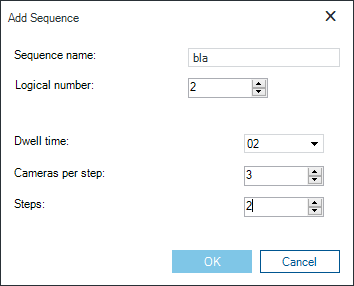 Add Sequence
Sequence name: bla
Logical number: 2
Dwell time: 02
Cameras per step: 3
Steps: 2
OK Cancel